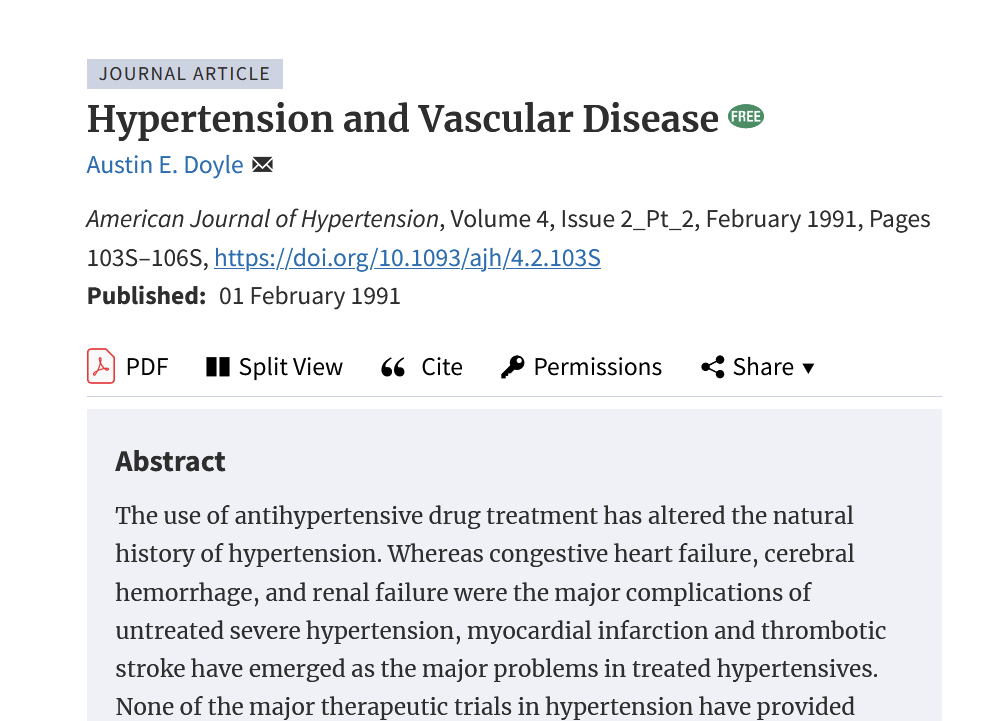 JOURNAL ARTICLE
Hypertension and Vascular Disease FREE
Austin E. Doyle
American Journal of Hypertension, Volume 4, Issue 2_Pt_2, February 1991, Pages
103S–106S, https://doi.org/10.1093/ajh/4.2.103S
Published: 01 February 1991
PDF Split View Cite Permissions Share
Abstract
The use of antihypertensive drug treatment has altered the natural
history of hypertension. Whereas congestive heart failure, cerebral
hemorrhage, and renal failure were the major complications of
untreated severe hypertension, myocardial infarction and thrombotic
stroke have emerged as the major problems in treated hypertensives.
None of the major therapeutic trials in hypertension have provided